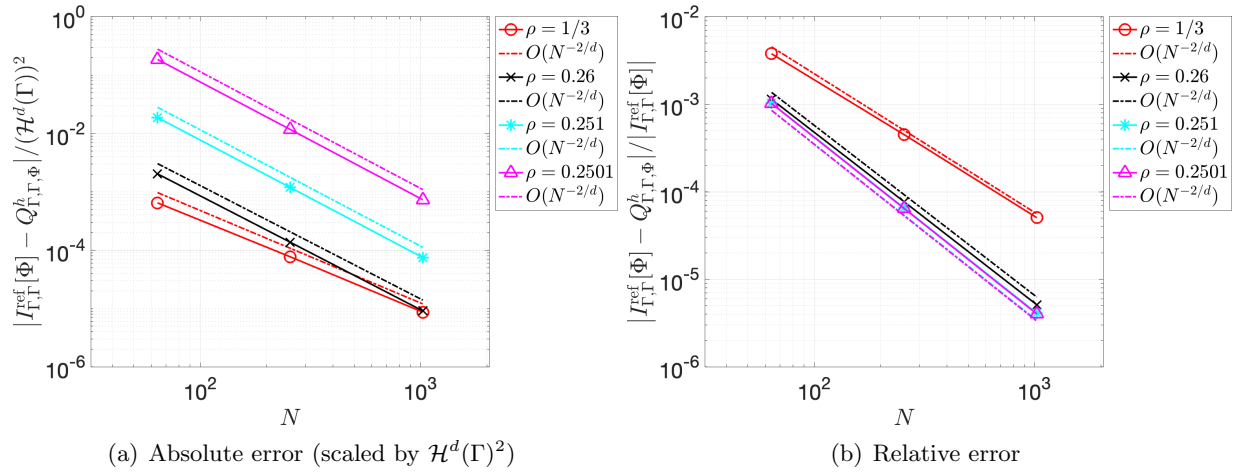 10^0
10^{-2}
10^{-4}
10^{-6}
10^2
10^3
N
|I^{ref}_{Γ,Γ}[Φ] − Q^h_{Γ,Γ,Φ}|/(ℋ^d(Γ))^2
ρ = 1/3
O(N^{-2/d})
ρ = 0.26
O(N^{-2/d})
ρ = 0.251
O(N^{-2/d})
ρ = 0.2501
O(N^{-2/d})
(a) Absolute error (scaled by ℋ^d(Γ)^2)
10^{-2}
10^{-3}
10^{-4}
10^{-5}
10^{-6}
10^2
10^3
N
|I^{ref}_{Γ,Γ}[Φ] − Q^h_{Γ,Γ,Φ}|/|I^{ref}_{Γ,Γ}[Φ]|
ρ = 1/3
O(N^{-2/d})
ρ = 0.26
O(N^{-2/d})
ρ = 0.251
O(N^{-2/d})
ρ = 0.2501
O(N^{-2/d})
(b) Relative error